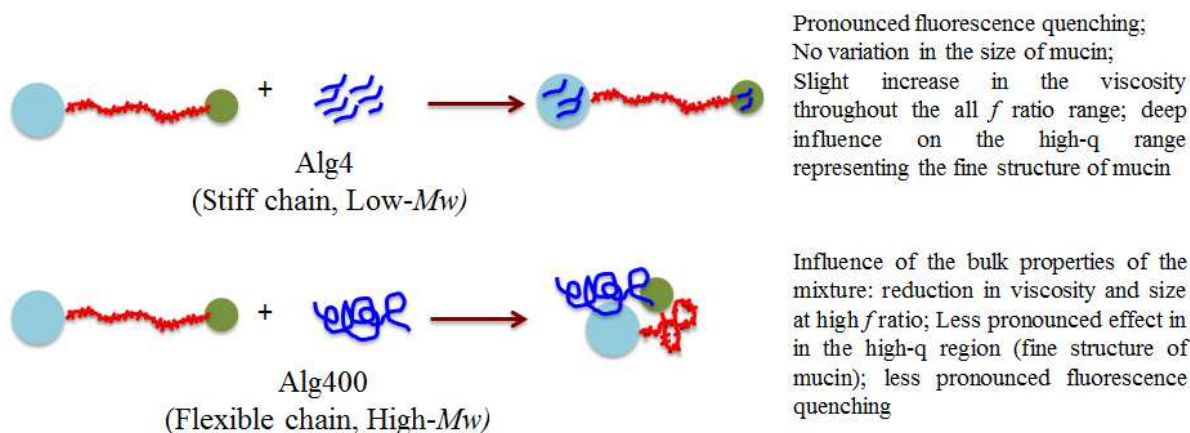 Pronounced fluorescence quenching;
No variation in the size of mucin;
Slight increase in the viscosity
throughout the all f ratio range; deep
influence on the high-q range
representing the fine structure of mucin
+
Alg4
(Stiff chain, Low-Mw)
Influence of the bulk properties of the
mixture: reduction in viscosity and size
at high f ratio; Less pronounced effect in
in the high-q region (fine structure of
mucin); less pronounced fluorescence
quenching
+
Alg400
(Flexible chain, High-Mw)